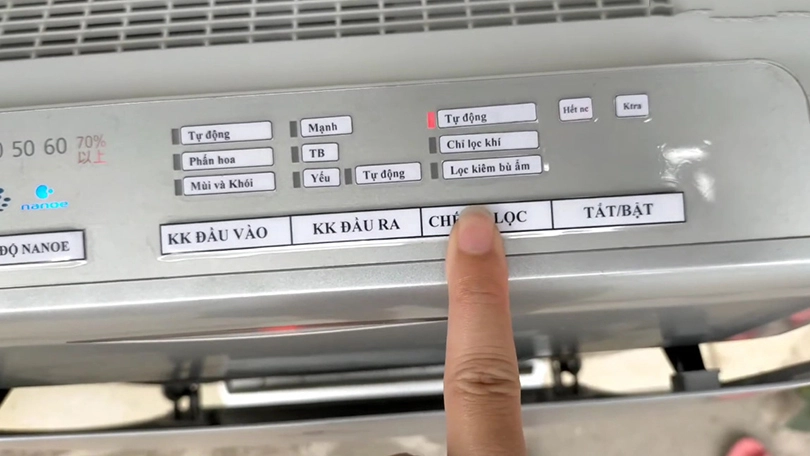 50 60 70%
以上
nanoe
ĐỘ NANOE
Tự động
Phấn hoa
Mùi và Khói
KK ĐẦU VÀO
Mạnh
TB
Yếu
Tự động
KK ĐẦU RA
Tự động
Chỉ lọc khí
Lọc kiêm bù ẩm
LỌC
Hết nc
Ktra
TẮT/BẬT